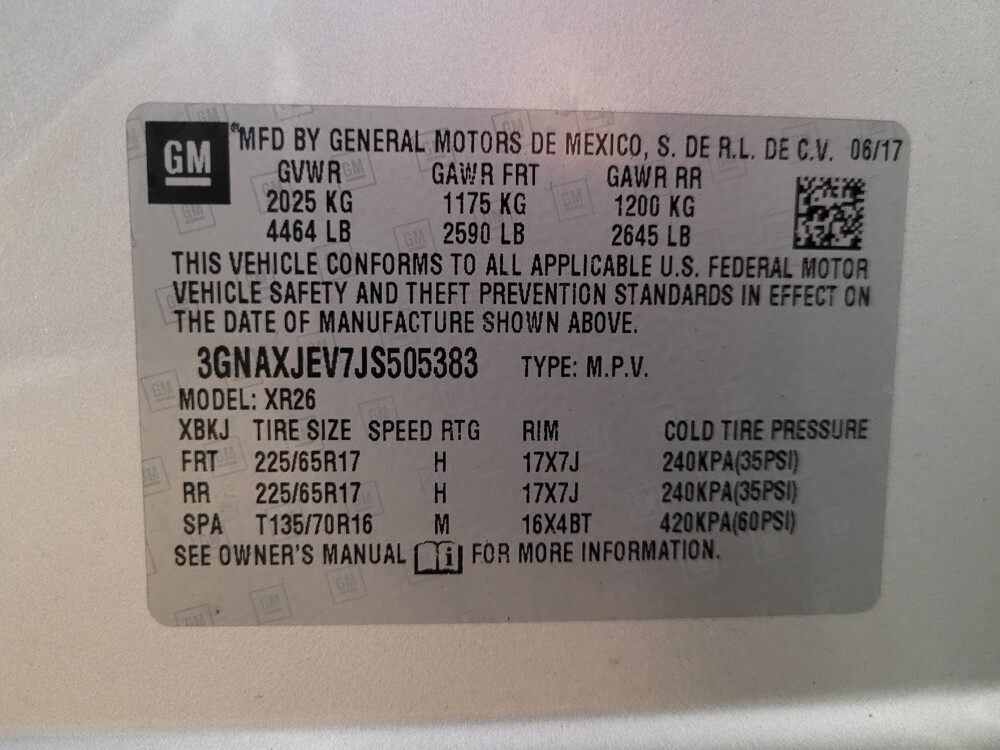 GM
MFD BY GENERAL MOTORS DE MEXICO, S. DE R.L. DE C.V. 06/17
GVWR GAWR FRT GAWR RR
2025 KG 1175 KG 1200 KG
4464 LB 2590 LB 2645 LB
THIS VEHICLE CONFORMS TO ALL APPLICABLE U.S. FEDERAL MOTOR
VEHICLE SAFETY AND THEFT PREVENTION STANDARDS IN EFFECT ON
THE DATE OF MANUFACTURE SHOWN ABOVE.
3GNAXJEV7JS505383 TYPE: M.P.V.
MODEL: XR26
XBKJ TIRE SIZE SPEED RTG RIM COLD TIRE PRESSURE
FRT 225/65R17 H 17X7J 240KPA(35PSI)
RR 225/65R17 H 17X7J 240KPA(35PSI)
SPA T135/70R16 M 16X4BT 420KPA(60PSI)
SEE OWNER'S MANUAL i FOR MORE INFORMATION.